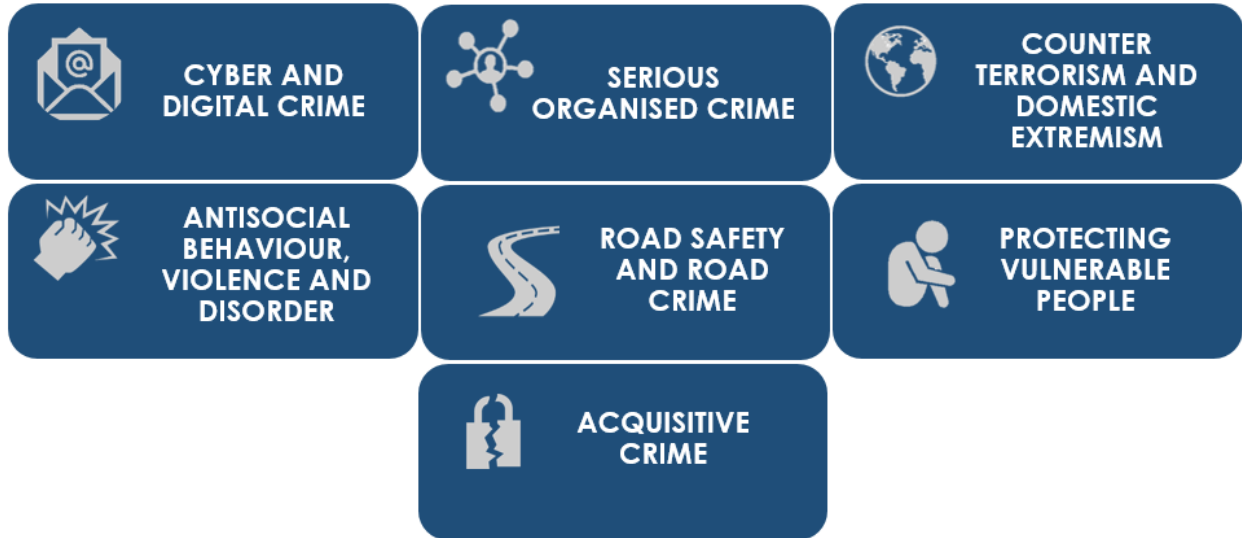 CYBER AND
DIGITAL CRIME
SERIOUS
ORGANISED CRIME
COUNTER
TERRORISM AND
DOMESTIC
EXTREMISM
ANTISOCIAL
BEHAVIOUR,
VIOLENCE AND
DISORDER
ROAD SAFETY
AND ROAD
CRIME
PROTECTING
VULNERABLE
PEOPLE
ACQUISITIVE
CRIME